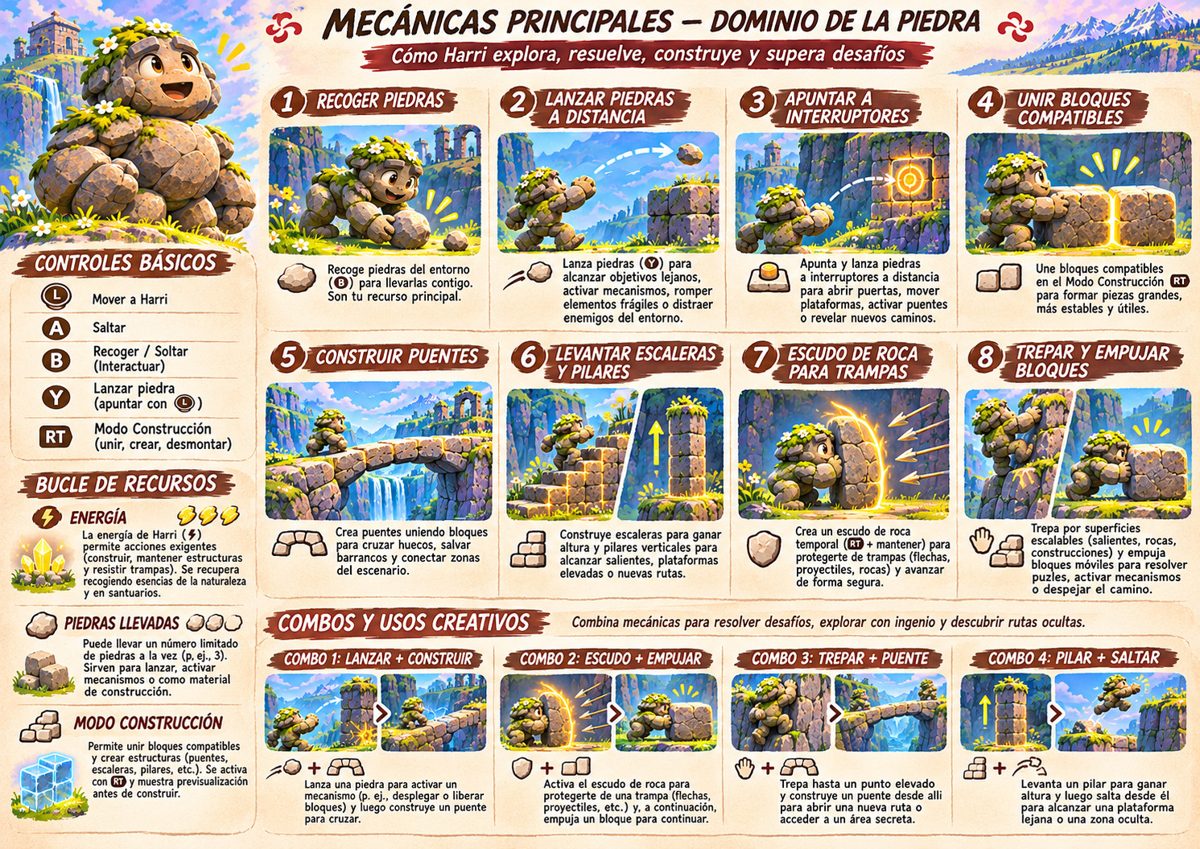 MECÁNICAS PRINCIPALES – DOMINIO DE LA PIEDRA
Cómo Harri explora, resuelve, construye y supera desafíos
CONTROLES BÁSICOS
L Mover a Harri
A Saltar
B Recoger / Soltar
(Interactuar)
Y Lanzar piedra
(apuntar con L)
RT Modo Construcción
(unir, crear, desmontar)
BUCLE DE RECURSOS
ENERGÍA
La energía de Harri (⚡)
permite acciones exigentes
(construir, mantener estructuras
y resistir trampas). Se recupera
recogiendo esencias de la naturaleza
y en santuarios.
PIEDRAS LLEVADAS
Puede llevar un número limitado
de piedras a la vez (p, ej., 3).
Sirven para lanzar, activar
mecanismos o como material
de construcción.
MODO CONSTRUCCIÓN
Permite unir bloques compatibles
y crear estructuras (puentes,
escaleras, pilares, etc.). Se activa
con RT y muestra previsualización
antes de construir.
1 RECOGER PIEDRAS
Recoge piedras del entorno
(B) para llevarlas contigo.
Son tu recurso principal.
2 LANZAR PIEDRAS
A DISTANCIA
Lanza piedras (Y) para
alcanzar objetivos lejanos,
activar mecanismos, romper
elementos frágiles o distraer
enemigos del entorno.
3 APUNTAR A
INTERRUPTORES
Apunta y lanza piedras
a interruptores a distancia
para abrir puertas, mover
plataformas, activar puentes
o revelar nuevos caminos.
4 UNIR BLOQUES
COMPATIBLES
Une bloques compatibles
en el Modo Construcción RT
para formar piezas grandes,
más estables y útiles.
5 CONSTRUIR PUENTES
Crea puentes uniendo bloques
para cruzar huecos, salvar
barrancos y conectar zonas
del escenario.
6 LEVANTAR ESCALERAS
Y PILARES
Construye escaleras para ganar
altura y pilares verticales para
alcanzar salientes, plataformas
elevadas o nuevas rutas.
7 ESCUDO DE ROCA
PARA TRAMPAS
Crea un escudo de roca
temporal (RT + mantener) para
protegerte de trampas (flechas,
proyectiles, rocas) y avanzar
de forma segura.
8 TREPAR Y EMPUJAR
BLOQUES
Trepa por superficies
escalables (salientes, rocas,
construcciones) y empuja
bloques móviles para resolver
puzles, activar mecanismos
o despejar el camino.
COMBOS Y USOS CREATIVOS
Combina mecánicas para resolver desafíos, explorar con ingenio y descubrir rutas ocultas.
COMBO 1: LANZAR + CONSTRUIR
Lanza una piedra para activar un
mecanismo (p. ej., desplegar o liberar
bloques) y luego construye un puente
para cruzar.
COMBO 2: ESCUDO + EMPUJAR
Activa el escudo de roca para
protegerte de una trampa (flechas,
proyectiles, etc.) y, a continuación,
empuja un bloque para continuar.
COMBO 3: TREPAR + PUENTE
Trepa hasta un punto elevado
y construye un puente desde allí
para abrir una nueva ruta o
acceder a un área secreta.
COMBO 4: PILAR + SALTAR
Levanta un pilar para ganar
altura y luego salta desde él
para alcanzar una plataforma
lejana o una zona oculta.